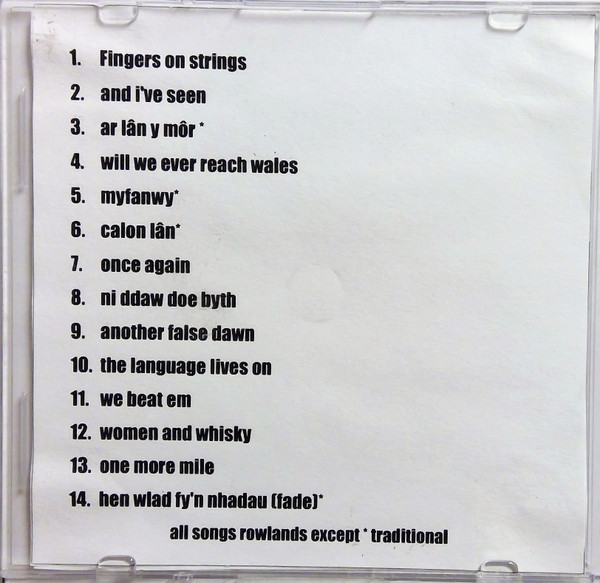 1. Fingers on strings
2. and i've seen
3. ar lân y môr *
4. will we ever reach wales
5. myfanwy*
6. calon lân*
7. once again
8. ni ddaw doe byth
9. another false dawn
10. the language lives on
11. we beat em
12. women and whisky
13. one more mile
14. hen wlad fy'n nhadau (fade)*
all songs rowlands except * traditional